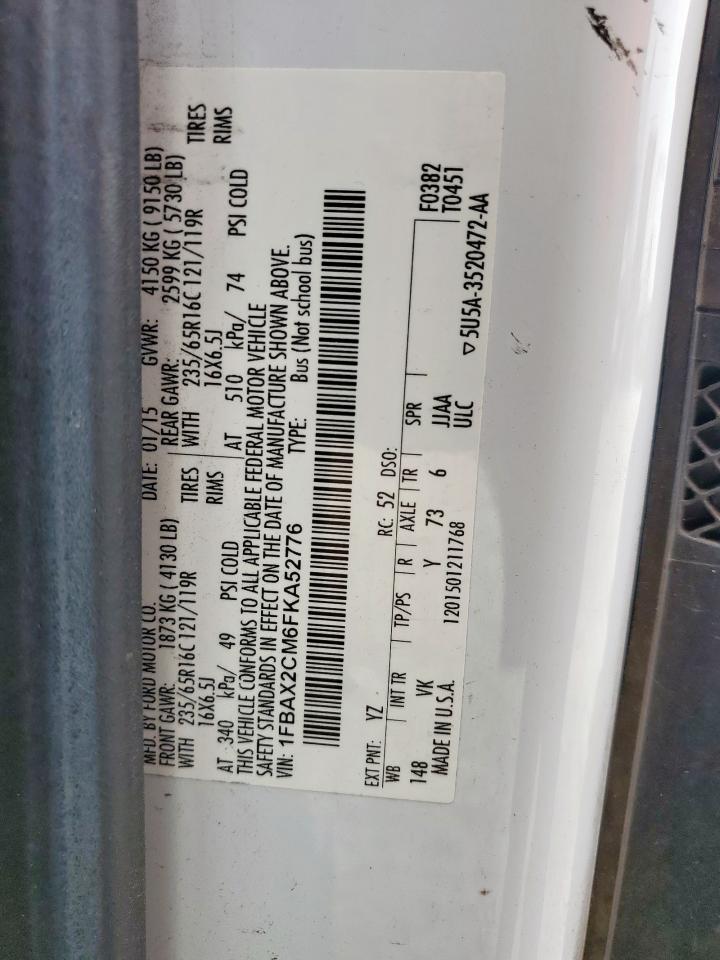 MFD. BY FORD MOTOR CO.
DATE: 01/15 GVWR: 4150 KG ( 9150 LB)
FRONT GAWR: 1873 KG ( 4130 LB) REAR GAWR: 2599 KG ( 5730 LB)
WITH 235/65R16C 121/119R TIRES WITH 235/65R16C 121/119R TIRES
16X6.5J RIMS 16X6.5J RIMS
AT 340 kPa/ 49 PSI COLD AT 510 kPa/ 74 PSI COLD
THIS VEHICLE CONFORMS TO ALL APPLICABLE FEDERAL MOTOR VEHICLE
SAFETY STANDARDS IN EFFECT ON THE DATE OF MANUFACTURE SHOWN ABOVE.
VIN: 1FBAX2CM6FKA52776 TYPE: Bus (Not school bus)
EXT PNT: YZ RC: 52 DSO:
WB INT TR TP/PS R AXLE TR SPR F0382
148 VK Y 73 6 JJAA T0451
MADE IN U.S.A. 1201501211768 ULC ▽ 5U5A-3520472-AA